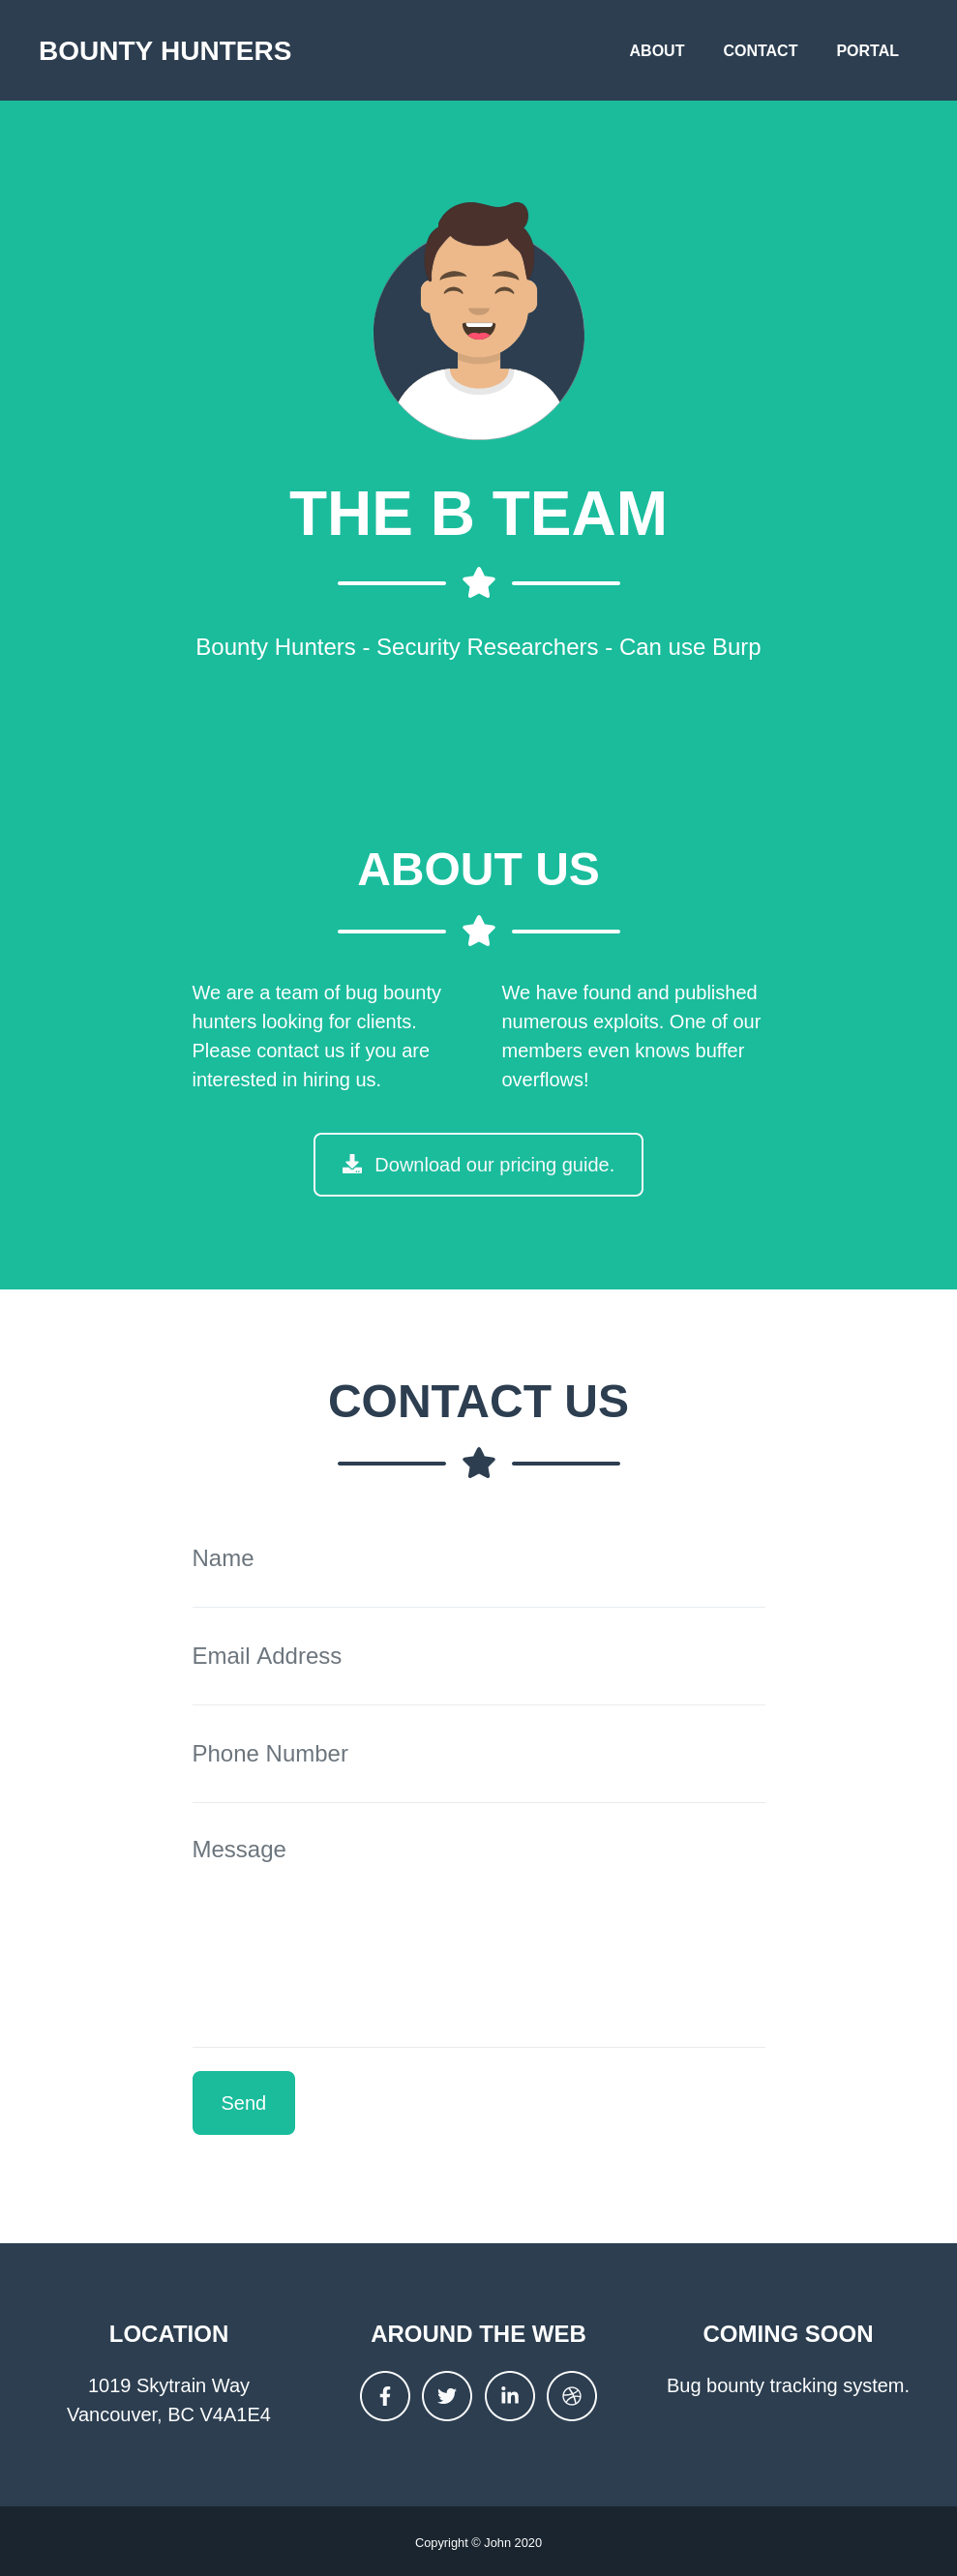 BOUNTY HUNTERS
ABOUT
CONTACT
PORTAL
THE B TEAM
Bounty Hunters - Security Researchers - Can use Burp
ABOUT US
We are a team of bug bounty
hunters looking for clients.
Please contact us if you are
interested in hiring us.
We have found and published
numerous exploits. One of our
members even knows buffer
overflows!
Download our pricing guide.
CONTACT US
Name
Email Address
Phone Number
Message
Send
LOCATION
1019 Skytrain Way
Vancouver, BC V4A1E4
AROUND THE WEB
COMING SOON
Bug bounty tracking system.
Copyright © John 2020